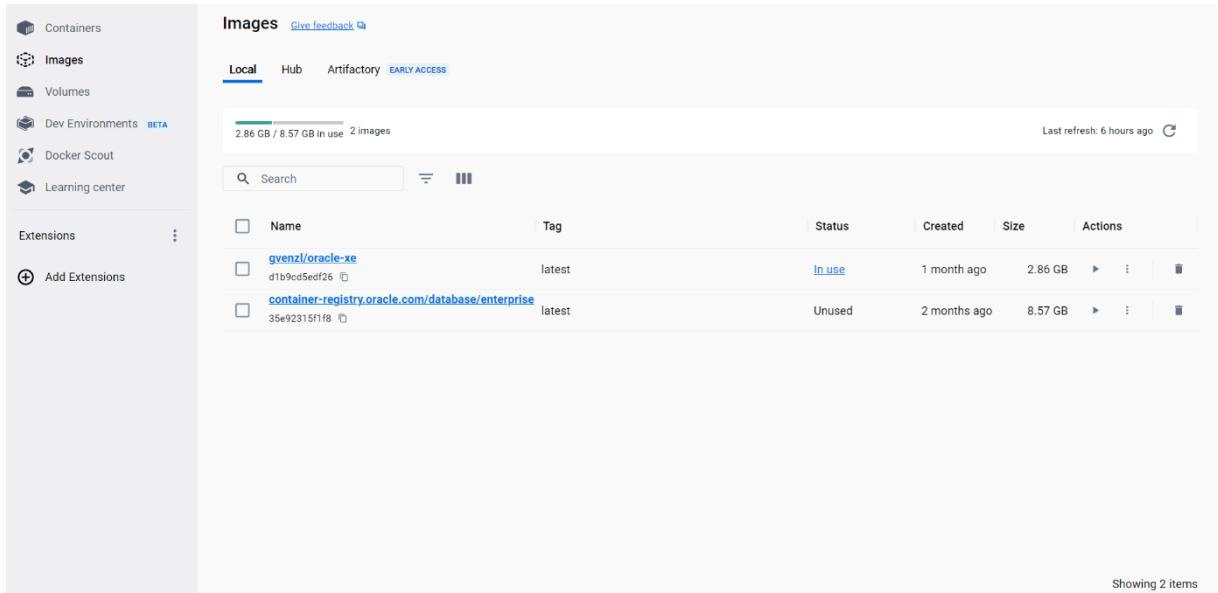 Containers
Images
Volumes
Dev Environments BETA
Docker Scout
Learning center
Extensions
Add Extensions
Images Give feedback
Local Hub Artifactory EARLY ACCESS
2.86 GB / 8.57 GB in use 2 images
Last refresh: 6 hours ago
Search
Name Tag Status Created Size Actions
gvenzl/oracle-xe
d1b9cd5edf26
latest In use 1 month ago 2.86 GB
container-registry.oracle.com/database/enterprise
35e92315f1f8
latest Unused 2 months ago 8.57 GB
Showing 2 items